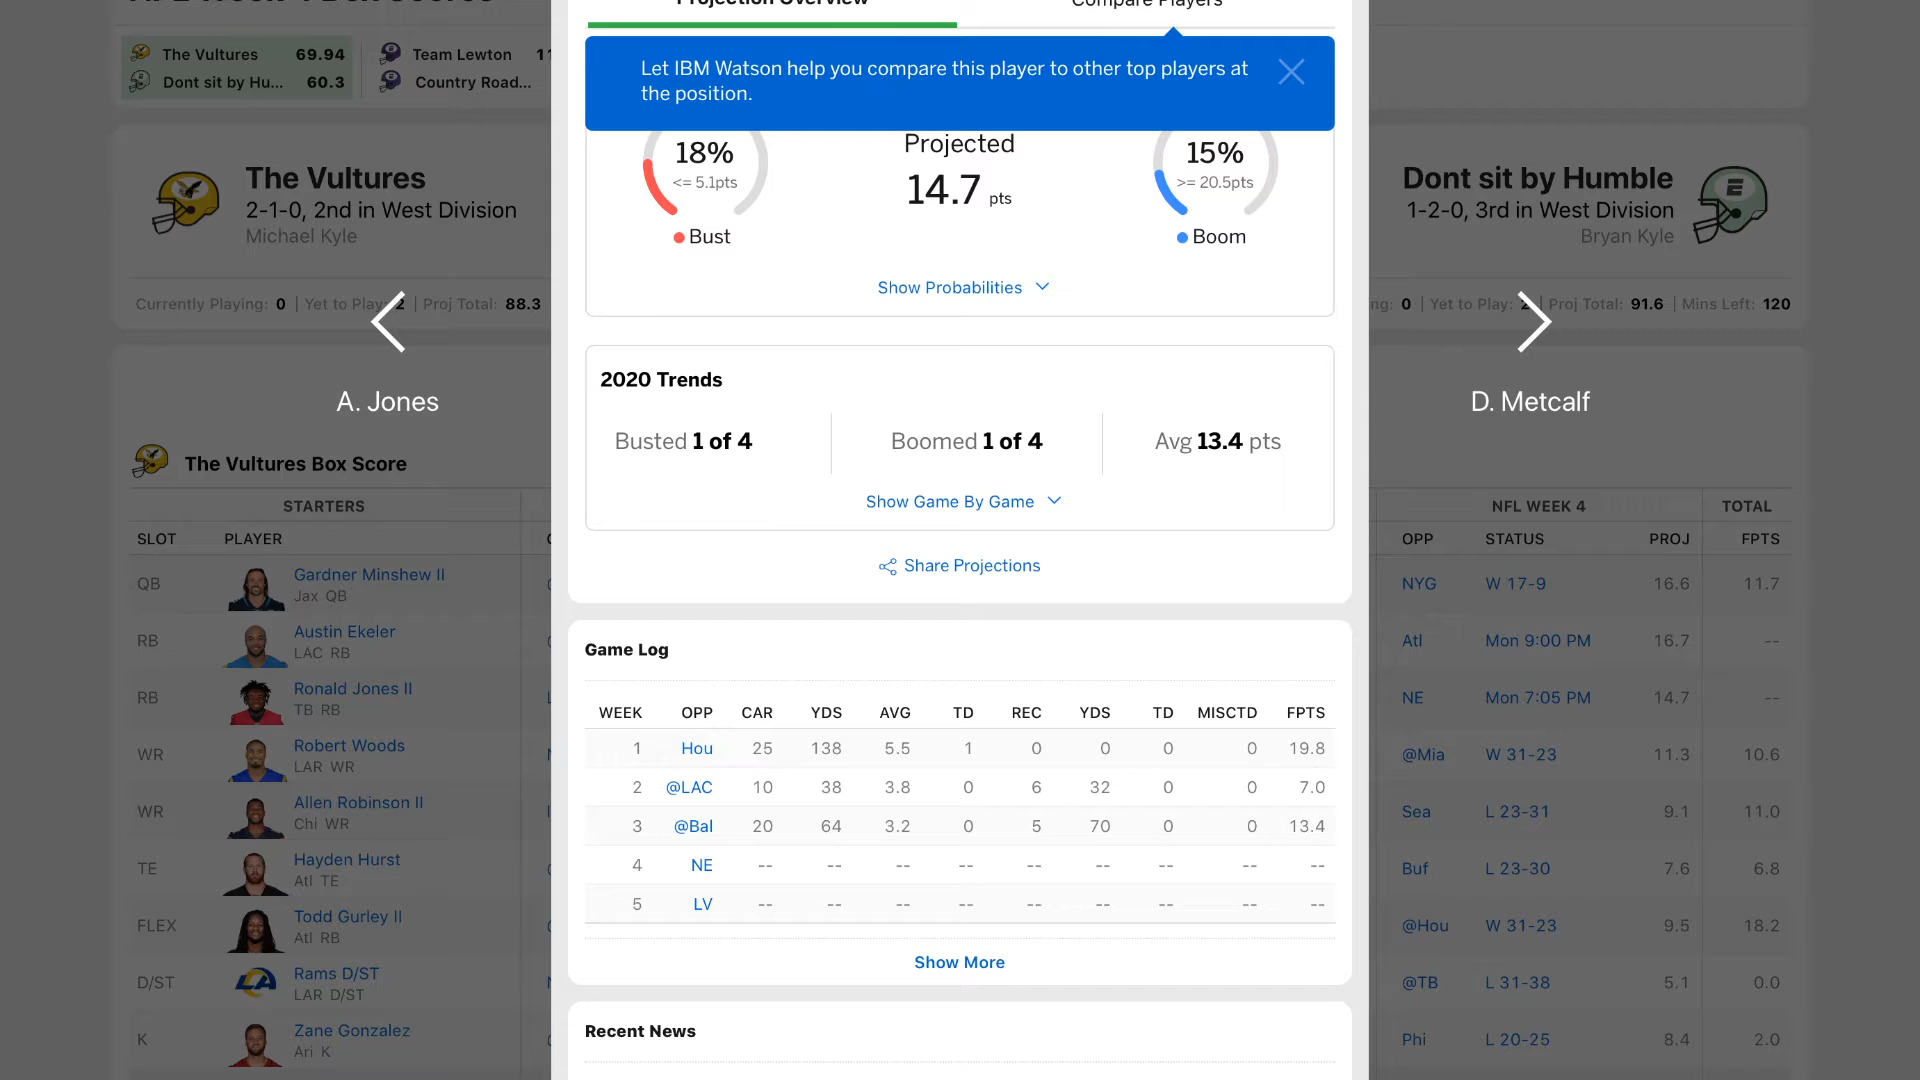 Projection Overview
Compare Players
Let IBM Watson help you compare this player to other top players at
the position.
The Vultures 69.94
Dont sit by Hu... 60.3
Team Lewton
Country Road...
The Vultures
2-1-0, 2nd in West Division
Michael Kyle
Currently Playing: 0 | Yet to Play: 2 | Proj Total: 88.3
18%
<= 5.1pts
Bust
Projected
14.7 pts
15%
>= 20.5pts
Boom
Show Probabilities
Dont sit by Humble
1-2-0, 3rd in West Division
Bryan Kyle
0 | Yet to Play: 2 | Proj Total: 91.6 | Mins Left: 120
A. Jones
D. Metcalf
2020 Trends
Busted 1 of 4
Boomed 1 of 4
Avg 13.4 pts
Show Game By Game
Share Projections
The Vultures Box Score
STARTERS
SLOT PLAYER
QB Gardner Minshew II
Jax QB
RB Austin Ekeler
LAC RB
RB Ronald Jones II
TB RB
WR Robert Woods
LAR WR
WR Allen Robinson II
Chi WR
TE Hayden Hurst
Atl TE
FLEX Todd Gurley II
Atl RB
D/ST Rams D/ST
LAR D/ST
K Zane Gonzalez
Ari K
Game Log
WEEK OPP CAR YDS AVG TD REC YDS TD MISCTD FPTS
1 Hou 25 138 5.5 1 0 0 0 0 19.8
2 @LAC 10 38 3.8 0 6 32 0 0 7.0
3 @Bal 20 64 3.2 0 5 70 0 0 13.4
4 NE -- -- -- -- -- -- -- -- --
5 LV -- -- -- -- -- -- -- -- --
Show More
Recent News
NFL WEEK 4 TOTAL
OPP STATUS PROJ FPTS
NYG W 17-9 16.6 11.7
Atl Mon 9:00 PM 16.7 --
NE Mon 7:05 PM 14.7 --
@Mia W 31-23 11.3 10.6
Sea L 23-31 9.1 11.0
Buf L 23-30 7.6 6.8
@Hou W 31-23 9.5 18.2
@TB L 31-38 5.1 0.0
Phi L 20-25 8.4 2.0